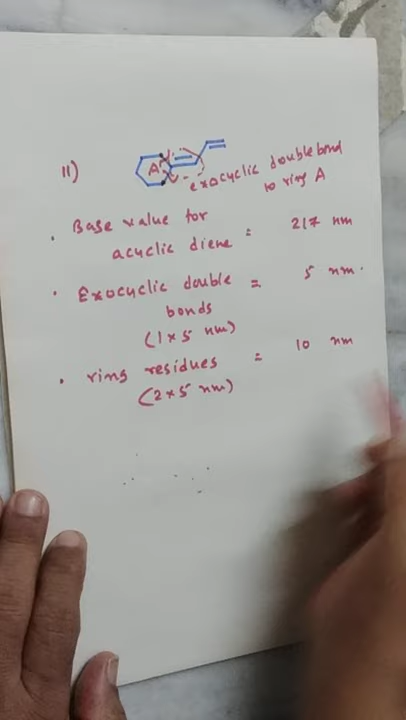 11)
A
exocyclic double bond
to ring A
. Base value for
acyclic diene = 217 nm
. Exocyclic double
bonds = 5 nm.
(1 x 5 nm)
. ring residues = 10 nm
(2 x 5 nm)